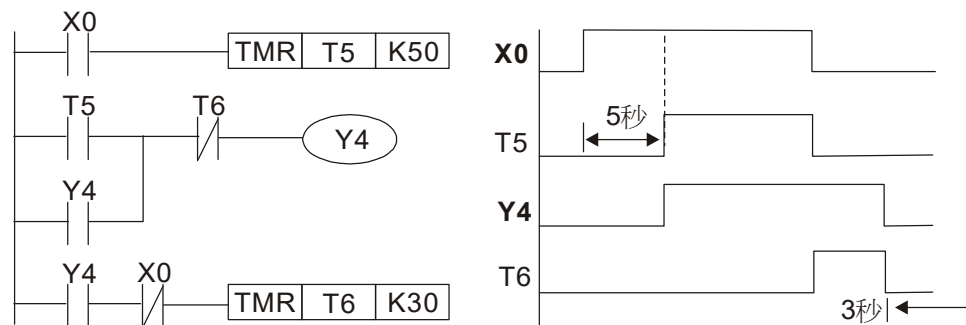 X0
TMR T5 K50
T5 T6
Y4
Y4
Y4 X0
TMR T6 K30
X0
5秒
T5
Y4
T6
3秒